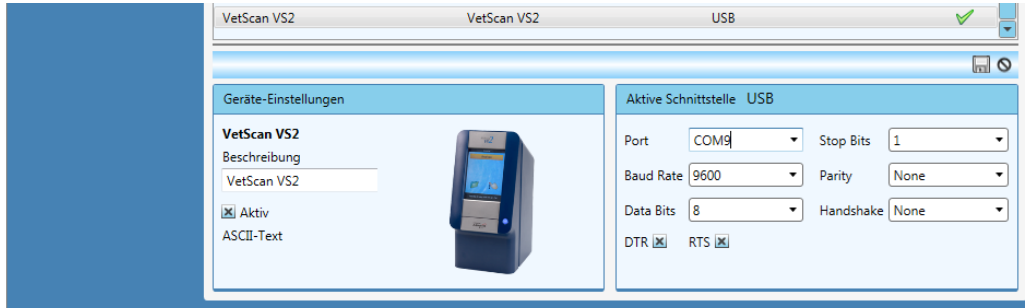 VetScan VS2 VetScan VS2 USB
Geräte-Einstellungen
VetScan VS2
Beschreibung
VetScan VS2
Aktiv
ASCII-Text
Aktive Schnittstelle USB
Port COM9 Stop Bits 1
Baud Rate 9600 Parity None
Data Bits 8 Handshake None
DTR RTS